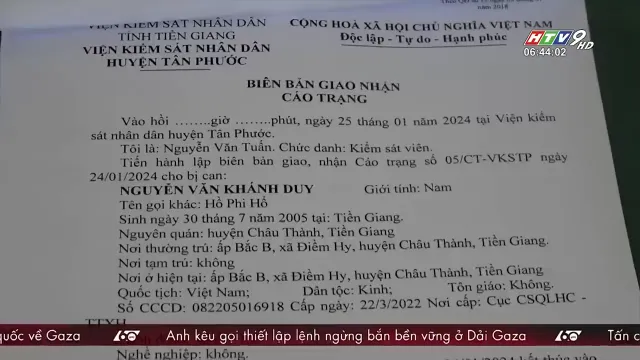 VIỆN KIỂM SÁT NHÂN DÂN
TỈNH TIỀN GIANG
VIỆN KIỂM SÁT NHÂN DÂN
HUYỆN TÂN PHƯỚC
CỘNG HOÀ XÃ HỘI CHỦ NGHĨA VIỆT NAM
Độc lập - Tự do - Hạnh phúc
HTV9 HD
06:44:02
BIÊN BẢN GIAO NHẬN
CÁO TRẠNG
Vào hồi ........giờ ........phút, ngày 25 tháng 01 năm 2024 tại Viện kiểm
sát nhân dân huyện Tân Phước.
Tôi là: Nguyễn Văn Tuấn. Chức danh: Kiểm sát viên.
Tiến hành lập biên bản giao, nhận Cáo trạng số 05/CT-VKSTP ngày
24/01/2024 cho bị can:
NGUYỄN VĂN KHÁNH DUY Giới tính: Nam
Tên gọi khác: Hồ Phi Hổ
Sinh ngày 30 tháng 7 năm 2005 tại: Tiền Giang.
Nguyên quán: huyện Châu Thành, Tiền Giang
Nơi thường trú: ấp Bắc B, xã Điềm Hy, huyện Châu Thành, Tiền Giang.
Nơi tạm trú: không
Nơi ở hiện tại: ấp Bắc B, xã Điềm Hy, huyện Châu Thành, Tiền Giang.
Quốc tịch: Việt Nam; Dân tộc: Kinh; Tôn giáo: Không.
Số CCCD: 082205016918 Cấp ngày: 22/3/2022 Nơi cấp: Cục CSQLHC -
TTXH
quốc về Gaza 60 Anh kêu gọi thiết lập lệnh ngừng bắn bền vững ở Dải Gaza 60
Nghề nghiệp: không.